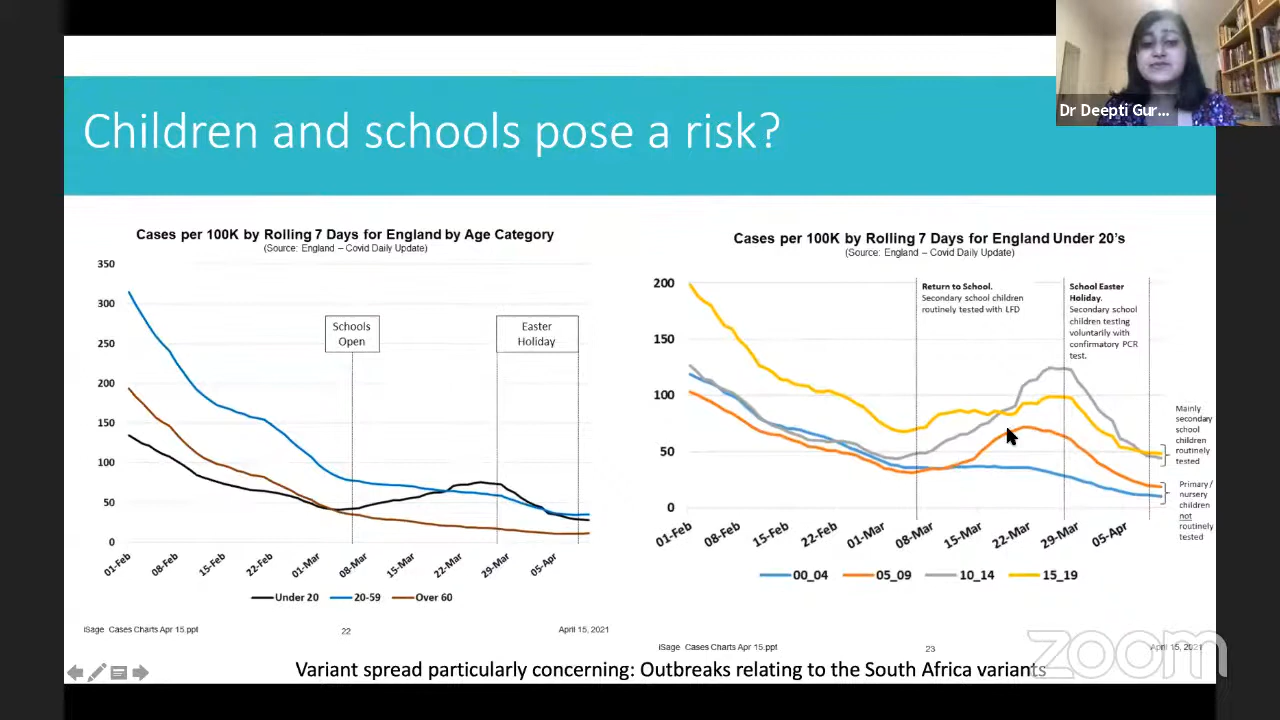 Dr Deepti Gur...
Children and schools pose a risk?
Cases per 100K by Rolling 7 Days for England by Age Category
(Source: England – Covid Daily Update)
350
300
250
200
150
100
50
0
Schools
Open
Easter
Holiday
01-Feb
08-Feb
15-Feb
22-Feb
01-Mar
08-Mar
15-Mar
22-Mar
29-Mar
05-Apr
Under 20
20-59
Over 60
iSage Cases Charts Apr 15.ppt
22
April 15, 2021
Cases per 100K by Rolling 7 Days for England Under 20's
(Source: England – Covid Daily Update)
200
150
100
50
0
Return to School.
Secondary school children
routinely tested with LFD
School Easter
Holiday.
Secondary school
children testing
voluntarily with
confirmatory PCR
test.
Mainly
secondary
school
children
routinely
tested
Primary /
nursery
children
not
routinely
tested
01-Feb
08-Feb
15-Feb
22-Feb
01-Mar
08-Mar
15-Mar
22-Mar
29-Mar
05-Apr
00_04
05_09
10_14
15_19
iSage Cases Charts Apr 15.ppt
23
April 15, 2021
zoom
Variant spread particularly concerning: Outbreaks relating to the South Africa variants